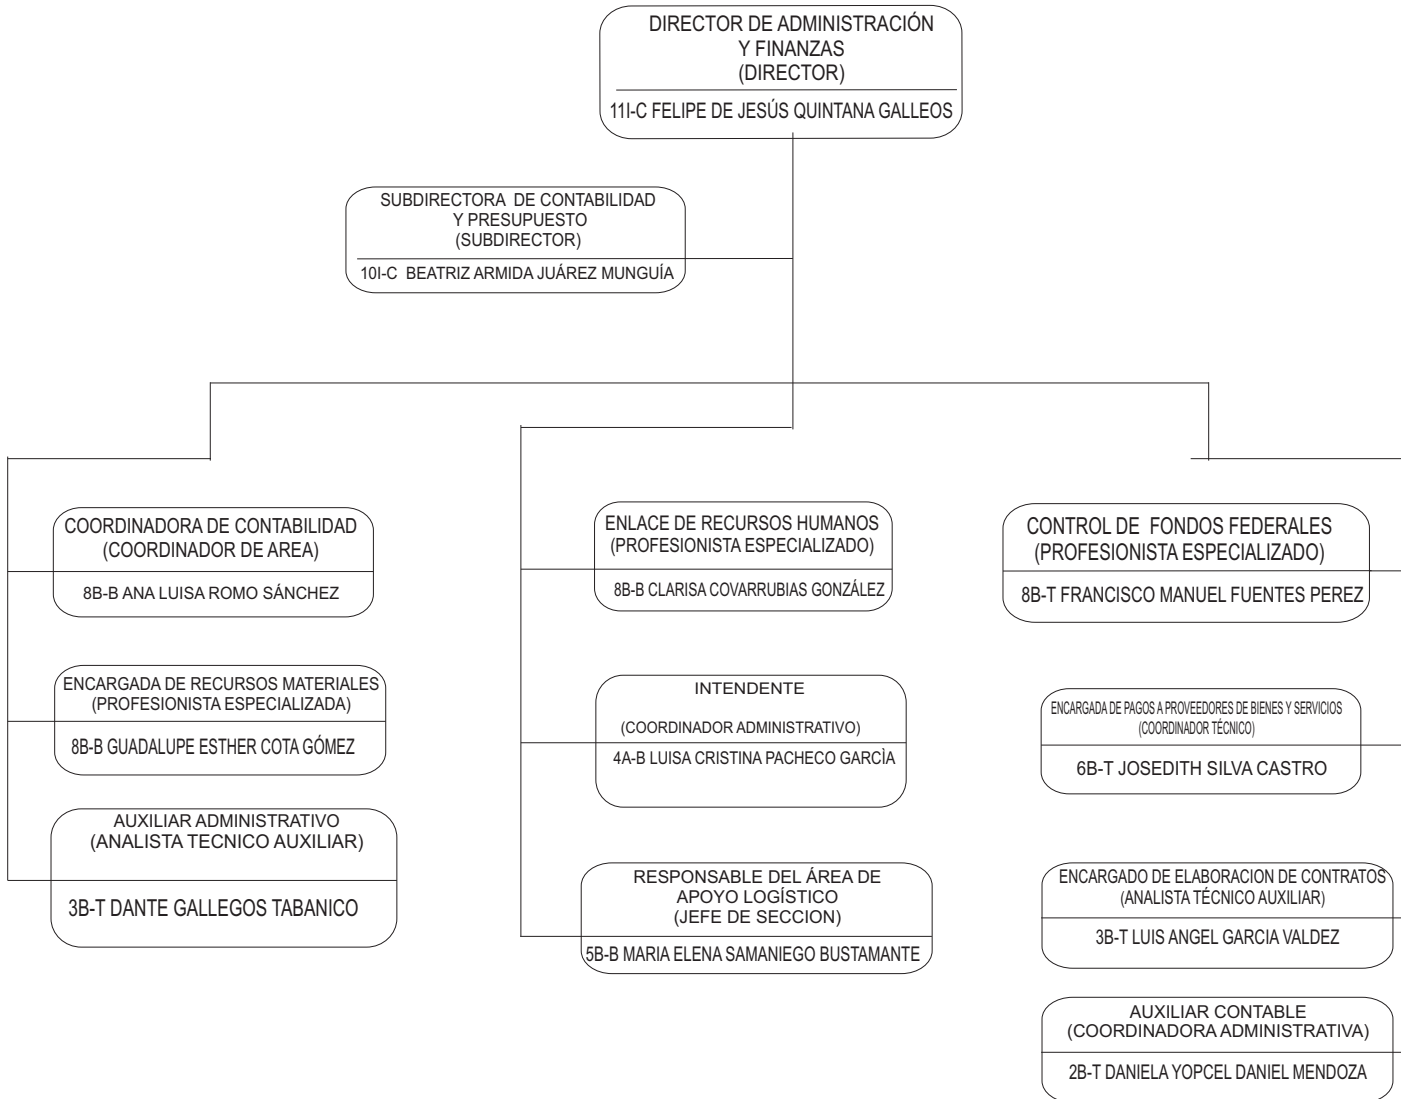 DIRECTOR DE ADMINISTRACIÓN
Y FINANZAS
(DIRECTOR)
11I-C FELIPE DE JESÚS QUINTANA GALLEOS
SUBDIRECTORA DE CONTABILIDAD
Y PRESUPUESTO
(SUBDIRECTOR)
10I-C BEATRIZ ARMIDA JUÁREZ MUNGUÍA
COORDINADORA DE CONTABILIDAD
(COORDINADOR DE AREA)
8B-B ANA LUISA ROMO SÁNCHEZ
ENCARGADA DE RECURSOS MATERIALES
(PROFESIONISTA ESPECIALIZADA)
8B-B GUADALUPE ESTHER COTA GÓMEZ
AUXILIAR ADMINISTRATIVO
(ANALISTA TECNICO AUXILIAR)
3B-T DANTE GALLEGOS TABANICO
ENLACE DE RECURSOS HUMANOS
(PROFESIONISTA ESPECIALIZADO)
8B-B CLARISA COVARRUBIAS GONZÁLEZ
INTENDENTE
(COORDINADOR ADMINISTRATIVO)
4A-B LUISA CRISTINA PACHECO GARCÌA
RESPONSABLE DEL ÁREA DE
APOYO LOGÍSTICO
(JEFE DE SECCION)
5B-B MARIA ELENA SAMANIEGO BUSTAMANTE
CONTROL DE FONDOS FEDERALES
(PROFESIONISTA ESPECIALIZADO)
8B-T FRANCISCO MANUEL FUENTES PEREZ
ENCARGADA DE PAGOS A PROVEEDORES DE BIENES Y SERVICIOS
(COORDINADOR TÉCNICO)
6B-T JOSEDITH SILVA CASTRO
ENCARGADO DE ELABORACION DE CONTRATOS
(ANALISTA TÉCNICO AUXILIAR)
3B-T LUIS ANGEL GARCIA VALDEZ
AUXILIAR CONTABLE
(COORDINADORA ADMINISTRATIVA)
2B-T DANIELA YOPCEL DANIEL MENDOZA